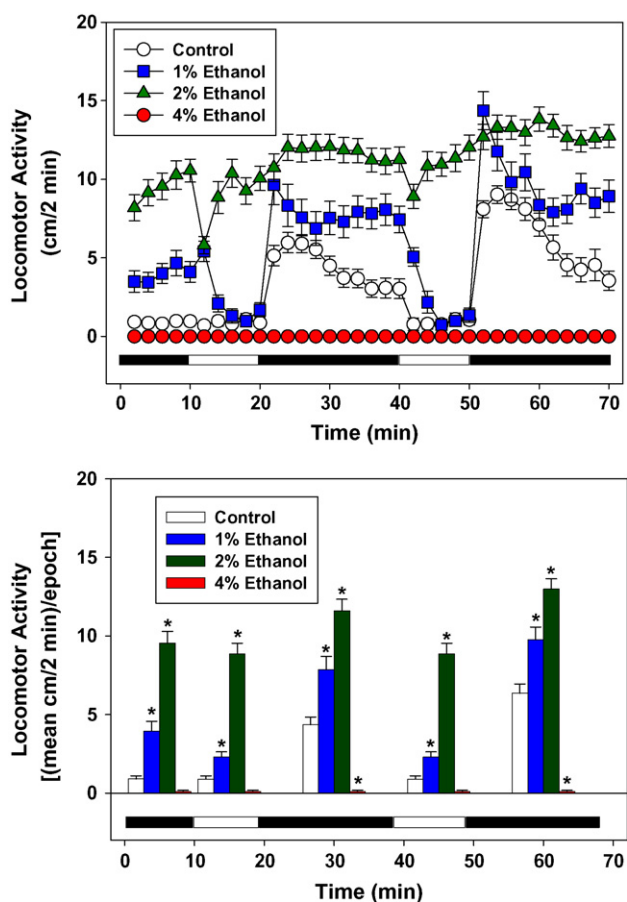 20
15
10
5
0
Locomotor Activity
(cm/2 min)
Control
1% Ethanol
2% Ethanol
4% Ethanol
0 10 20 30 40 50 60 70
Time (min)
20
15
10
5
0
Locomotor Activity
[(mean cm/2 min)/epoch]
Control
1% Ethanol
2% Ethanol
4% Ethanol
* * * * * * * * * * * *
0 10 20 30 40 50 60 70
Time (min)